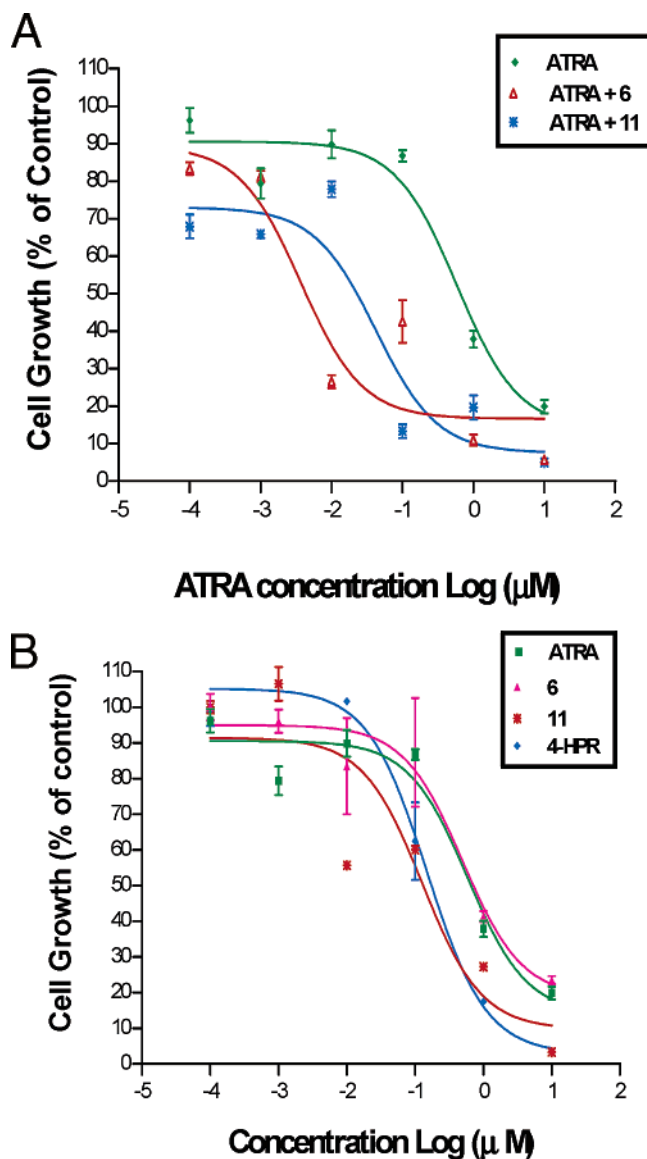 A
ATRA
ATRA + 6
ATRA + 11
110
100
90
80
70
60
50
40
30
20
10
0
Cell Growth (% of Control)
-5 -4 -3 -2 -1 0 1 2
ATRA concentration Log (μM)
B
ATRA
6
11
4-HPR
110
100
90
80
70
60
50
40
30
20
10
0
Cell Growth (% of control)
-5 -4 -3 -2 -1 0 1 2
Concentration Log (μ M)